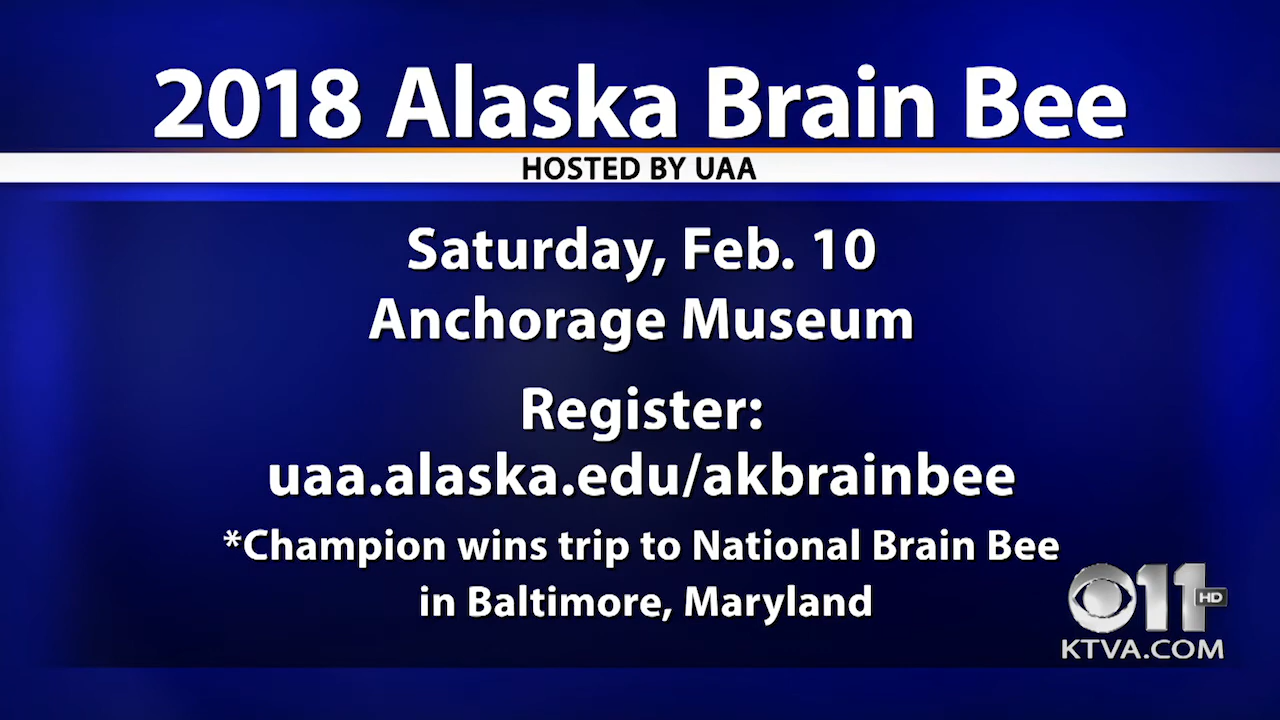 2018 Alaska Brain Bee
HOSTED BY UAA
Saturday, Feb. 10
Anchorage Museum
Register:
uaa.alaska.edu/akbrainbee
*Champion wins trip to National Brain Bee
in Baltimore, Maryland
11 HD
KTVA.COM